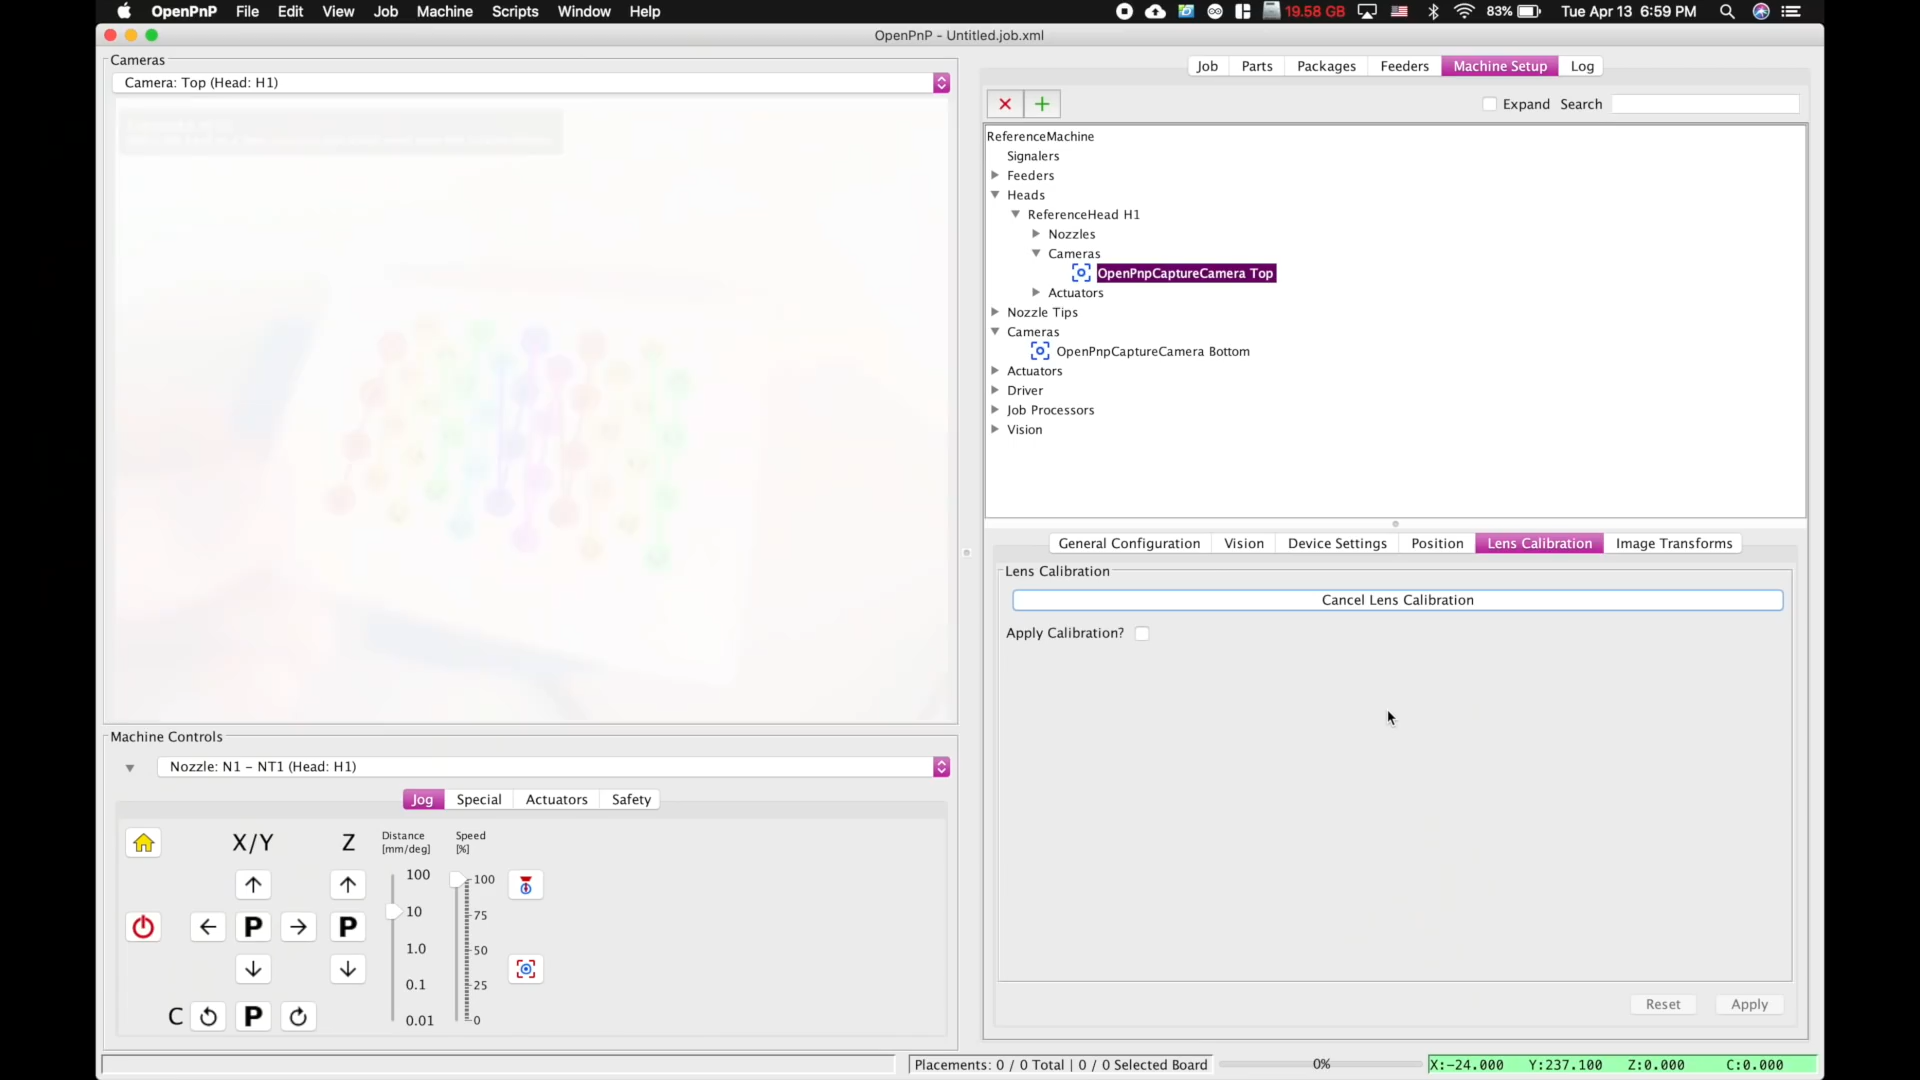 OpenPnP File Edit View Job Machine Scripts Window Help 19.58 GB 83% Tue Apr 13 6:59 PM
OpenPnP - Untitled.job.xml
Cameras
Camera: Top (Head: H1)
Job Parts Packages Feeders Machine Setup Log
Expand Search
ReferenceMachine
Signalers
Feeders
Heads
ReferenceHead H1
Nozzles
Cameras
OpenPnpCaptureCamera Top
Actuators
Nozzle Tips
Cameras
OpenPnpCaptureCamera Bottom
Actuators
Driver
Job Processors
Vision
General Configuration Vision Device Settings Position Lens Calibration Image Transforms
Lens Calibration
Cancel Lens Calibration
Apply Calibration?
Reset Apply
Machine Controls
Nozzle: N1 - NT1 (Head: H1)
Jog Special Actuators Safety
X/Y Z Distance [mm/deg] Speed [%]
100 100
10 75
P P
1.0 50
0.1 25
C P 0.01 0
Placements: 0 / 0 Total | 0 / 0 Selected Board 0% X:-24.000 Y:237.100 Z:0.000 C:0.000